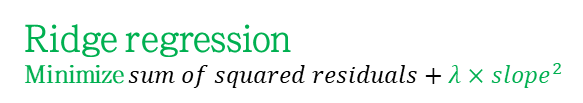 Ridge regression
Minimize sum of squared residuals + λ × slope²